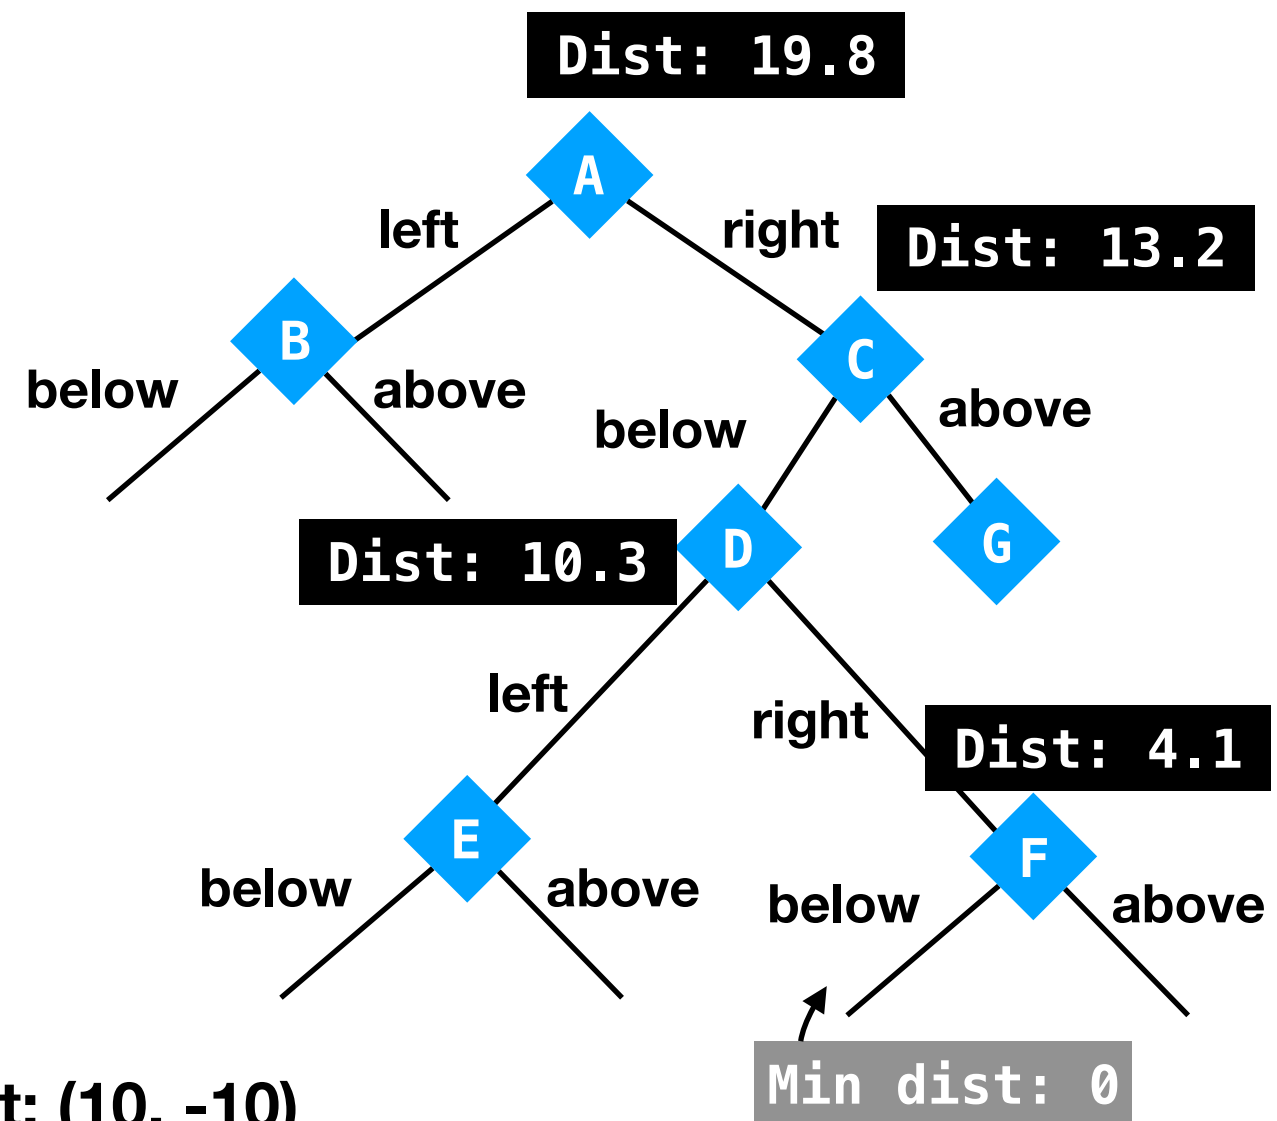 Dist: 19.8
A
left
right
Dist: 13.2
B
C
below
above
below
above
Dist: 10.3
D
G
left
right
Dist: 4.1
E
F
below
above
below
above
Min dist: 0
t: (10, -10)